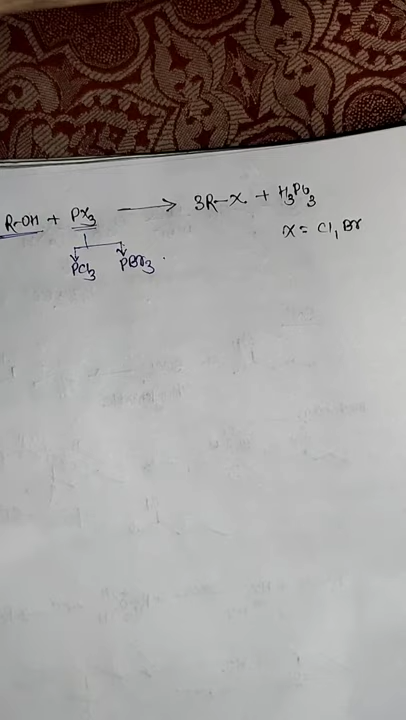 R-OH + PX3 ⟶ 3R-X + H3PO3
X = Cl, Br
PCl3 PBr3